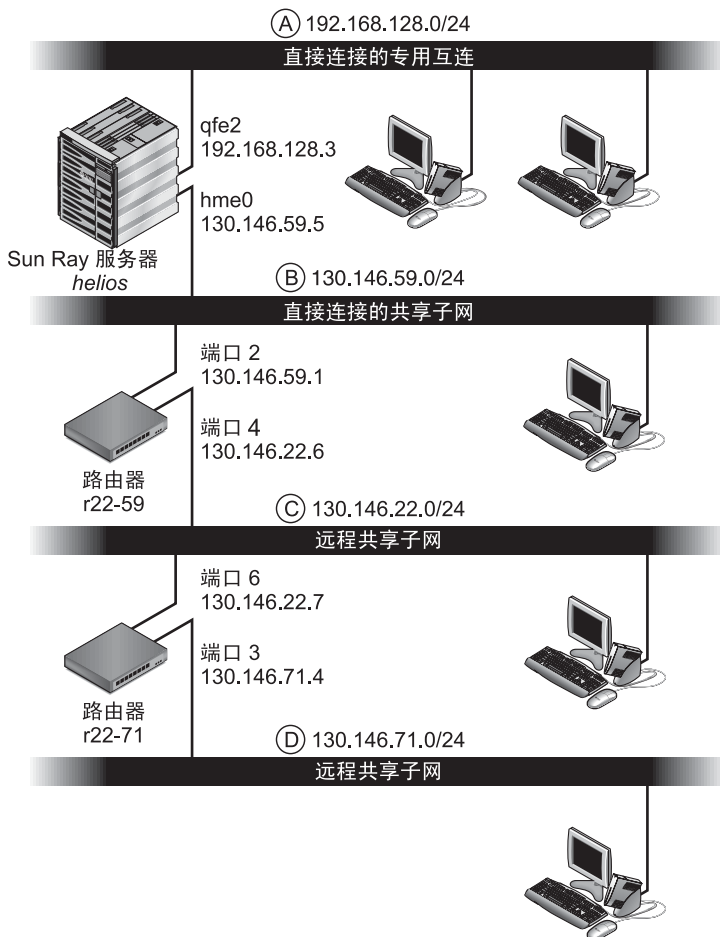 Ⓐ 192.168.128.0/24
直接连接的专用互连
qfe2
192.168.128.3
hme0
130.146.59.5
Sun Ray 服务器
helios
Ⓑ 130.146.59.0/24
直接连接的共享子网
端口 2
130.146.59.1
端口 4
130.146.22.6
路由器
r22-59
Ⓒ 130.146.22.0/24
远程共享子网
端口 6
130.146.22.7
端口 3
130.146.71.4
路由器
r22-71
Ⓓ 130.146.71.0/24
远程共享子网